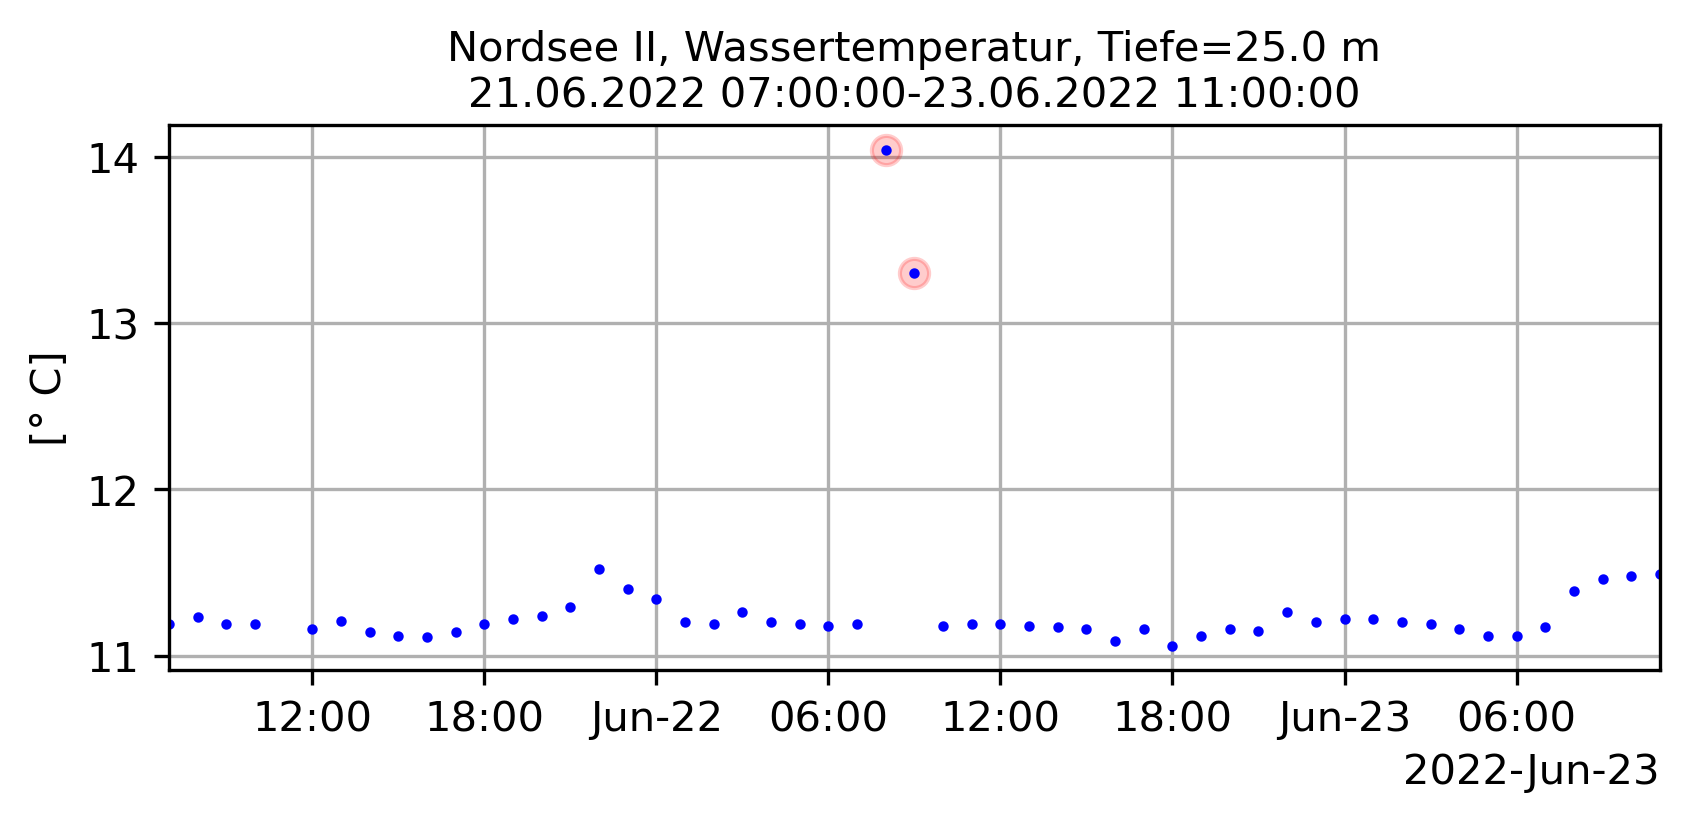 Nordsee II, Wassertemperatur, Tiefe=25.0 m
21.06.2022 07:00:00-23.06.2022 11:00:00
14
13
12
11
[° C]
12:00 18:00 Jun-22 06:00 12:00 18:00 Jun-23 06:00
2022-Jun-23